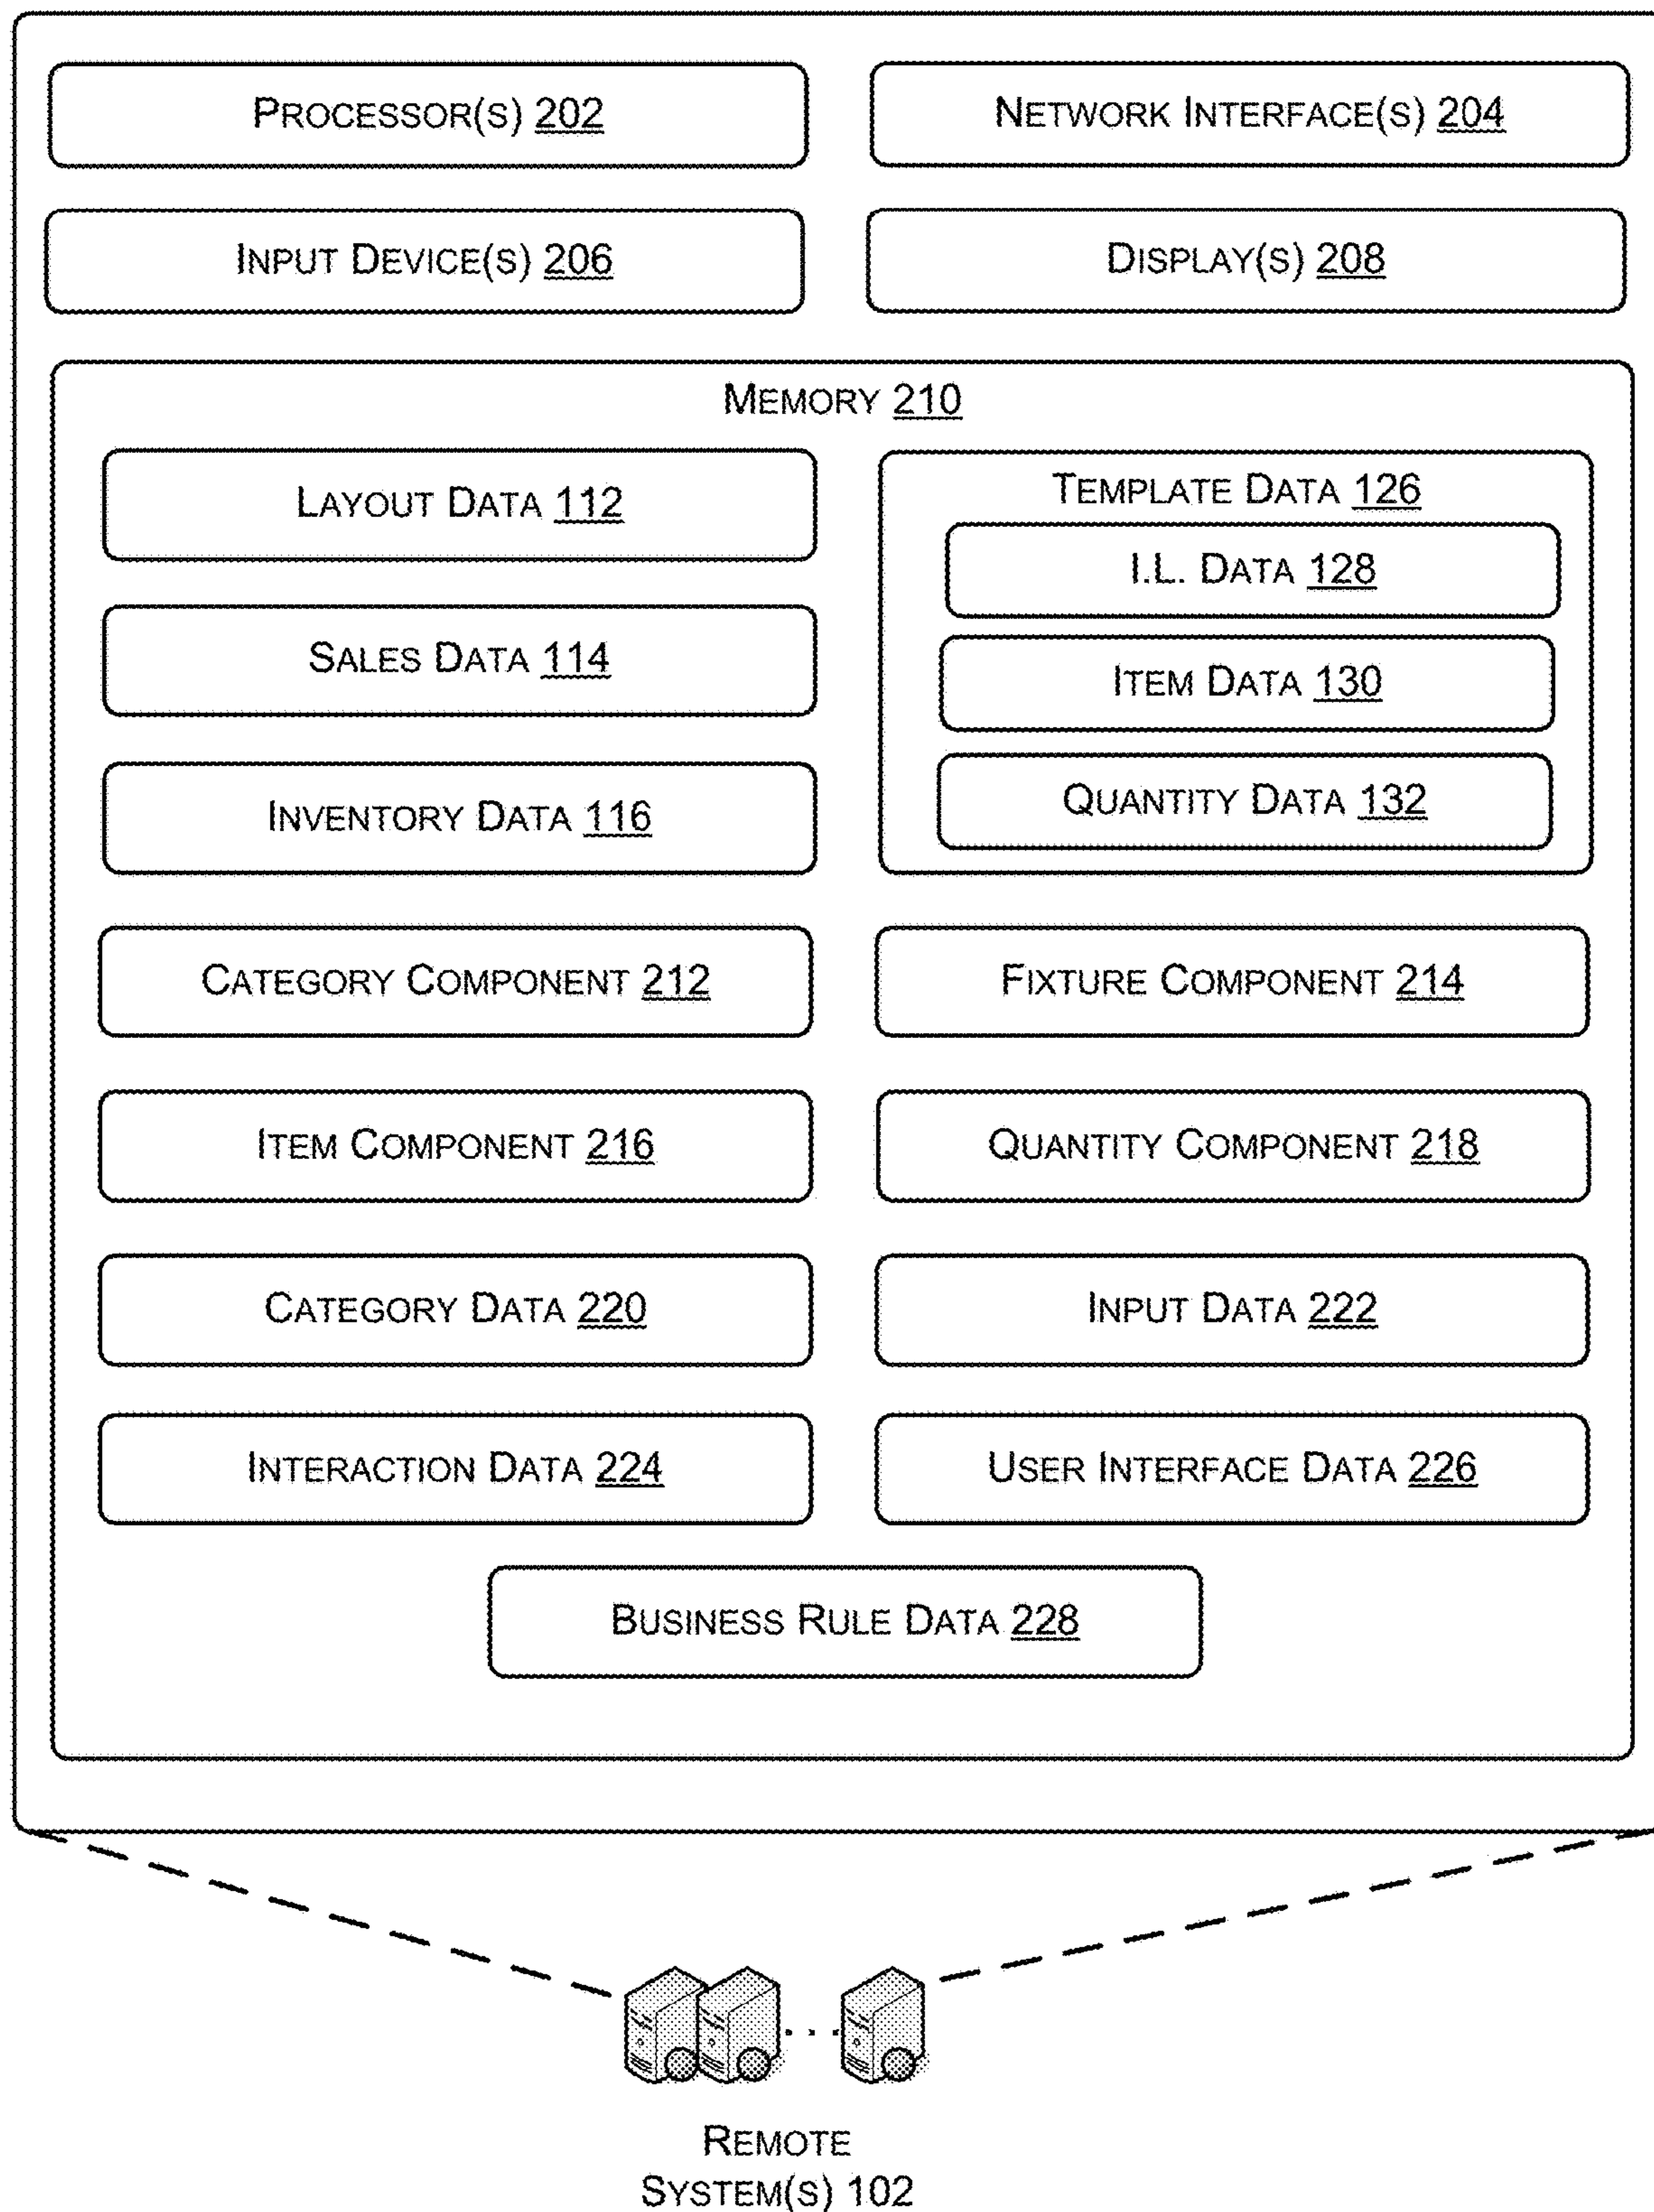 PROCESSOR(S) 202
NETWORK INTERFACE(S) 204
INPUT DEVICE(S) 206
DISPLAY(S) 208
MEMORY 210
LAYOUT DATA 112
TEMPLATE DATA 126
I.L. DATA 128
SALES DATA 114
ITEM DATA 130
INVENTORY DATA 116
QUANTITY DATA 132
CATEGORY COMPONENT 212
FIXTURE COMPONENT 214
ITEM COMPONENT 216
QUANTITY COMPONENT 218
CATEGORY DATA 220
INPUT DATA 222
INTERACTION DATA 224
USER INTERFACE DATA 226
BUSINESS RULE DATA 228
REMOTE
SYSTEM(S) 102